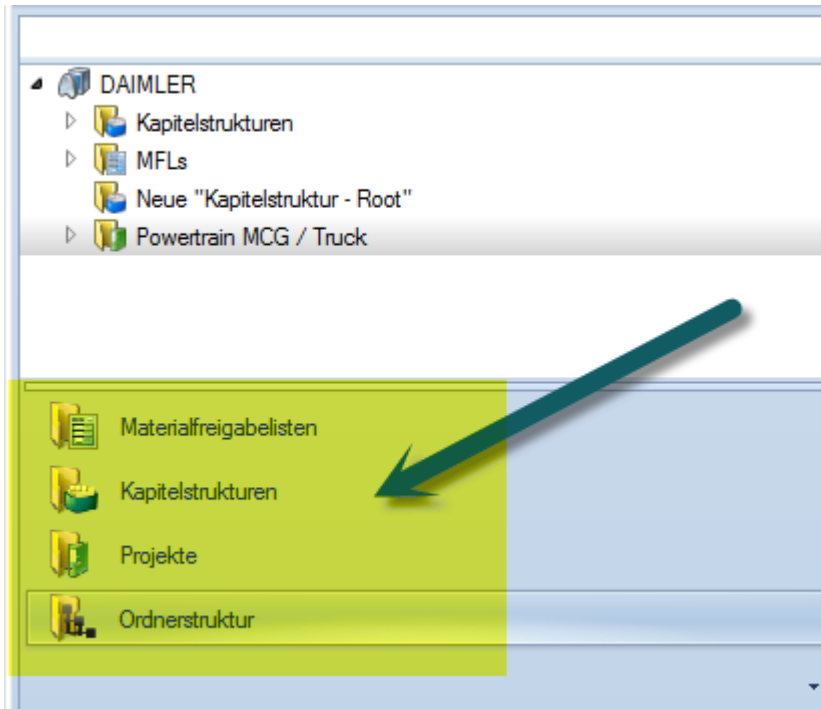 DAIMLER
Kapitelstrukturen
MFLs
Neue "Kapitelstruktur - Root"
Powertrain MCG / Truck
Materialfreigabelisten
Kapitelstrukturen
Projekte
Ordnerstruktur